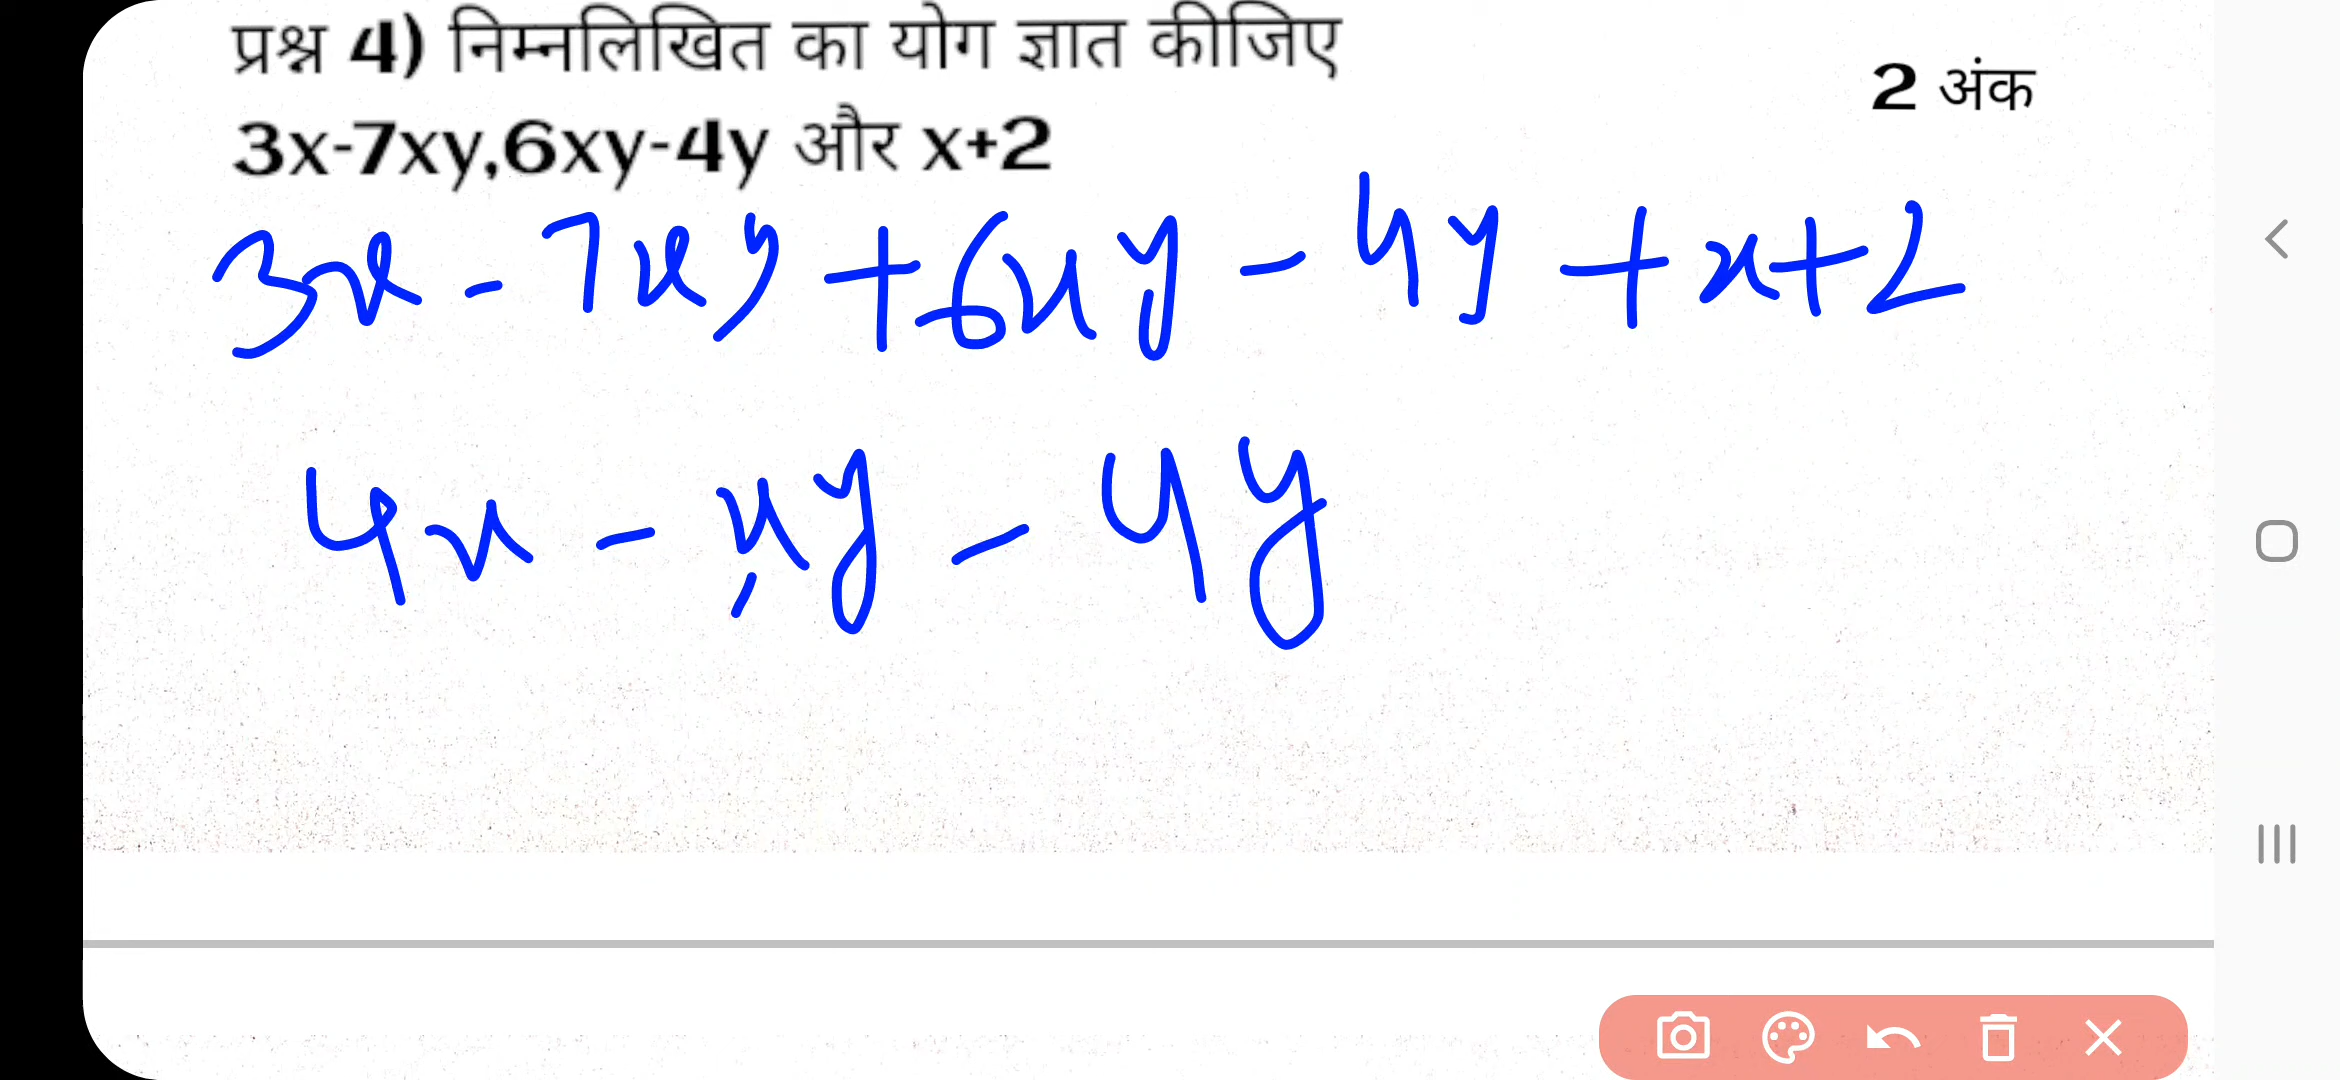 प्रश्न 4) निम्नलिखित का योग ज्ञात कीजिए
2 अंक
3x-7xy,6xy-4y और x+2
3x - 7xy + 6xy - 4y + x + 2
4x - xy - 4y